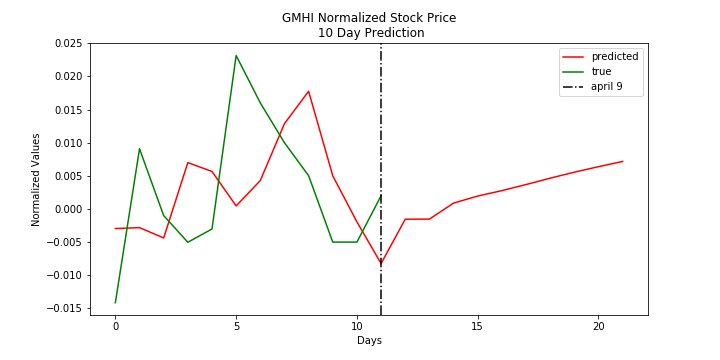 GMHI Normalized Stock Price
10 Day Prediction
Normalized Values
0.025
0.020
0.015
0.010
0.005
0.000
−0.005
−0.010
−0.015
predicted
true
april 9
0 5 10 15 20
Days